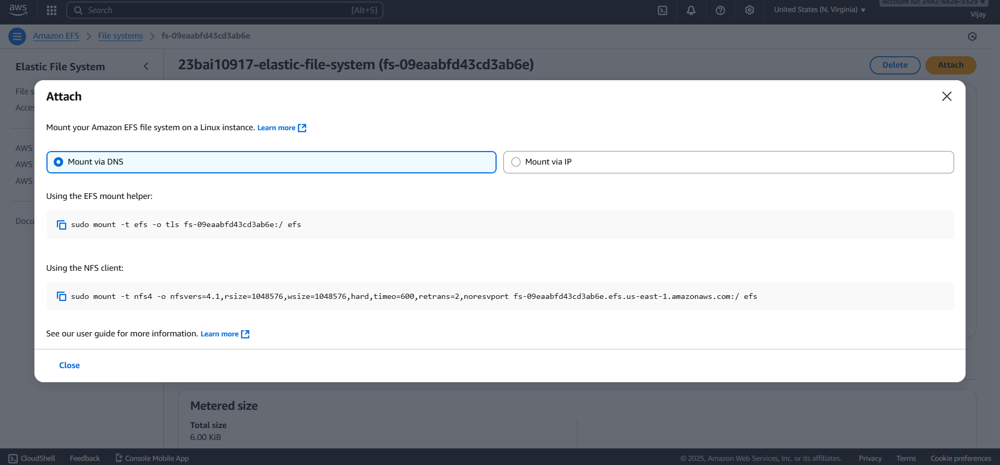 aws
Search [Alt+S]
United States (N. Virginia)
Account ID: 2482-6826-5329
Vijay
Amazon EFS > File systems > fs-09eaabfd43cd3ab6e
Elastic File System
23bai10917-elastic-file-system (fs-09eaabfd43cd3ab6e)
Delete
Attach
File s
Acces
AWS
AWS
AWS
Docu
Attach
Mount your Amazon EFS file system on a Linux instance. Learn more
Mount via DNS
Mount via IP
Using the EFS mount helper:
sudo mount -t efs -o tls fs-09eaabfd43cd3ab6e:/ efs
Using the NFS client:
sudo mount -t nfs4 -o nfsvers=4.1,rsize=1048576,wsize=1048576,hard,timeo=600,retrans=2,noresvport fs-09eaabfd43cd3ab6e.efs.us-east-1.amazonaws.com:/ efs
See our user guide for more information. Learn more
Close
Metered size
Total size
6.00 KiB
CloudShell Feedback Console Mobile App
© 2025, Amazon Web Services, Inc. or its affiliates. Privacy Terms Cookie preferences